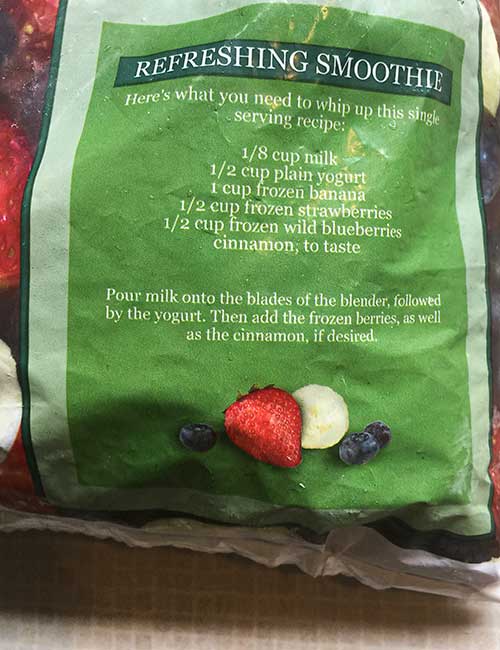 REFRESHING SMOOTHIE
Here's what you need to whip up this single
serving recipe:
1/8 cup milk
1/2 cup plain yogurt
1 cup frozen banana
1/2 cup frozen strawberries
1/2 cup frozen wild blueberries
cinnamon, to taste
Pour milk onto the blades of the blender, followed
by the yogurt. Then add the frozen berries, as well
as the cinnamon, if desired.